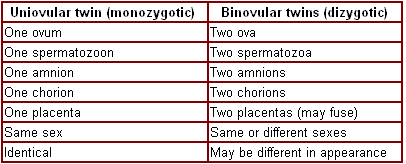 Uniovular twin (monozygotic) Binovular twins (dizygotic)
One ovum Two ova
One spermatozoon Two spermatozoa
One amnion Two amnions
One chorion Two chorions
One placenta Two placentas (may fuse)
Same sex Same or different sexes
Identical May be different in appearance